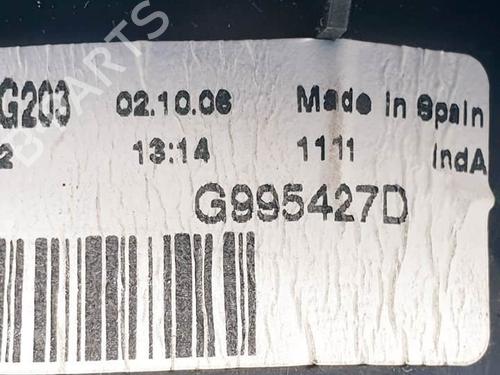 G203 02.10.06 Made in Spain
2 13:14 1111 IndA
G995427D